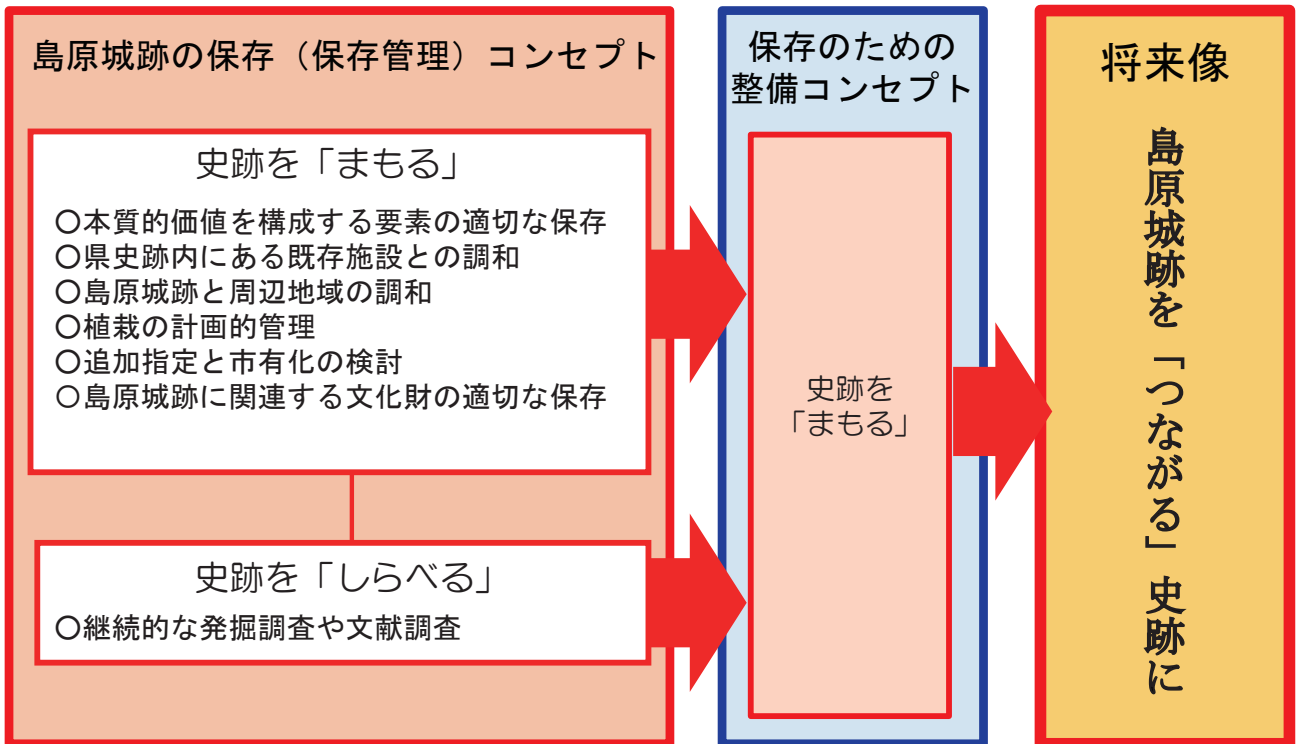 島原城跡の保存（保存管理）コンセプト
史跡を「まもる」
〇本質的価値を構成する要素の適切な保存
〇県史跡内にある既存施設との調和
〇島原城跡と周辺地域の調和
〇植栽の計画的管理
〇追加指定と市有化の検討
〇島原城跡に関連する文化財の適切な保存
史跡を「しらべる」
〇継続的な発掘調査や文献調査
保存のための
整備コンセプト
史跡を
「まもる」
将来像
島原城跡を「つながる」史跡に